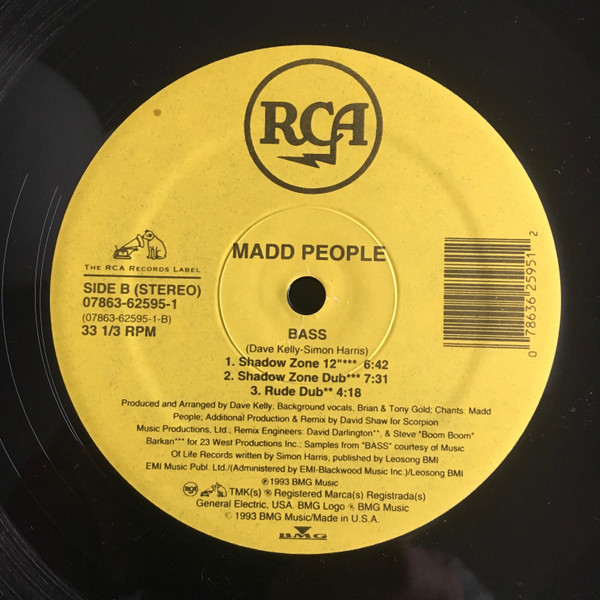 RCA
MADD PEOPLE
THE RCA RECORDS LABEL
SIDE B (STEREO)
07863-62595-1
(07863-62595-1-B)
33 1/3 RPM
0 78636 25951 2
BASS
(Dave Kelly-Simon Harris)
1. Shadow Zone 12"*** 6:42
2. Shadow Zone Dub*** 7:31
3. Rude Dub** 4:18
Produced and Arranged by Dave Kelly; Background vocals, Brian & Tony Gold; Chants: Madd
People; Additional Production & Remix by David Shaw for Scorpion
Music Productions, Ltd.; Remix Engineers: David Darlington**, & Steve "Boom Boom"
Barkan*** for 23 West Productions Inc.; Samples from "BASS" courtesy of Music
Of Life Records written by Simon Harris, published by Leosong BMI
EMI Music Publ. Ltd./(Administered by EMI-Blackwood Music Inc.)/Leosong BMI
℗ 1993 BMG Music
RCA TMK(s) ® Registered Marca(s) Registrada(s)
General Electric, USA. BMG Logo ® BMG Music
© 1993 BMG Music/Made in U.S.A.
BMG